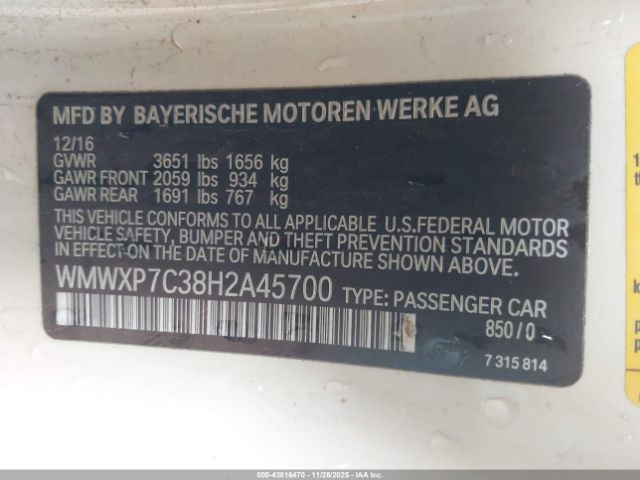 MFD BY BAYERISCHE MOTOREN WERKE AG
12/16
GVWR 3651 lbs 1656 kg
GAWR FRONT 2059 lbs 934 kg
GAWR REAR 1691 lbs 767 kg
THIS VEHICLE CONFORMS TO ALL APPLICABLE U.S.FEDERAL MOTOR
VEHICLE SAFETY, BUMPER AND THEFT PREVENTION STANDARDS
IN EFFECT ON THE DATE OF MANUFACTURE SHOWN ABOVE.
WMWXP7C38H2A45700 TYPE: PASSENGER CAR
850 / 0
7 315 814
000-43816470 — 11/28/2025 — IAAI.COM